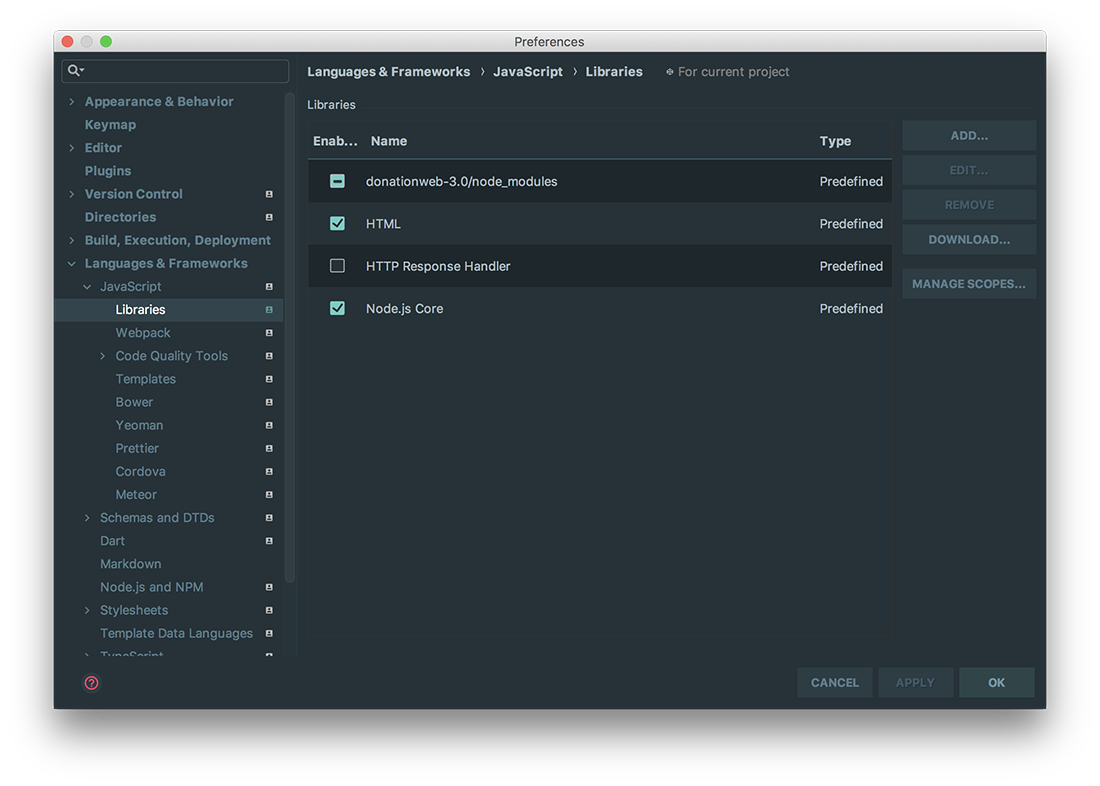 Preferences
Languages & Frameworks › JavaScript › Libraries For current project
Appearance & Behavior
Keymap
Editor
Plugins
Version Control
Directories
Build, Execution, Deployment
Languages & Frameworks
JavaScript
Libraries
Webpack
Code Quality Tools
Templates
Bower
Yeoman
Prettier
Cordova
Meteor
Schemas and DTDs
Dart
Markdown
Node.js and NPM
Stylesheets
Template Data Languages
TypeScript
Libraries
Enab... Name Type
donationweb-3.0/node_modules Predefined
HTML Predefined
HTTP Response Handler Predefined
Node.js Core Predefined
ADD...
EDIT...
REMOVE
DOWNLOAD...
MANAGE SCOPES...
?
CANCEL APPLY OK